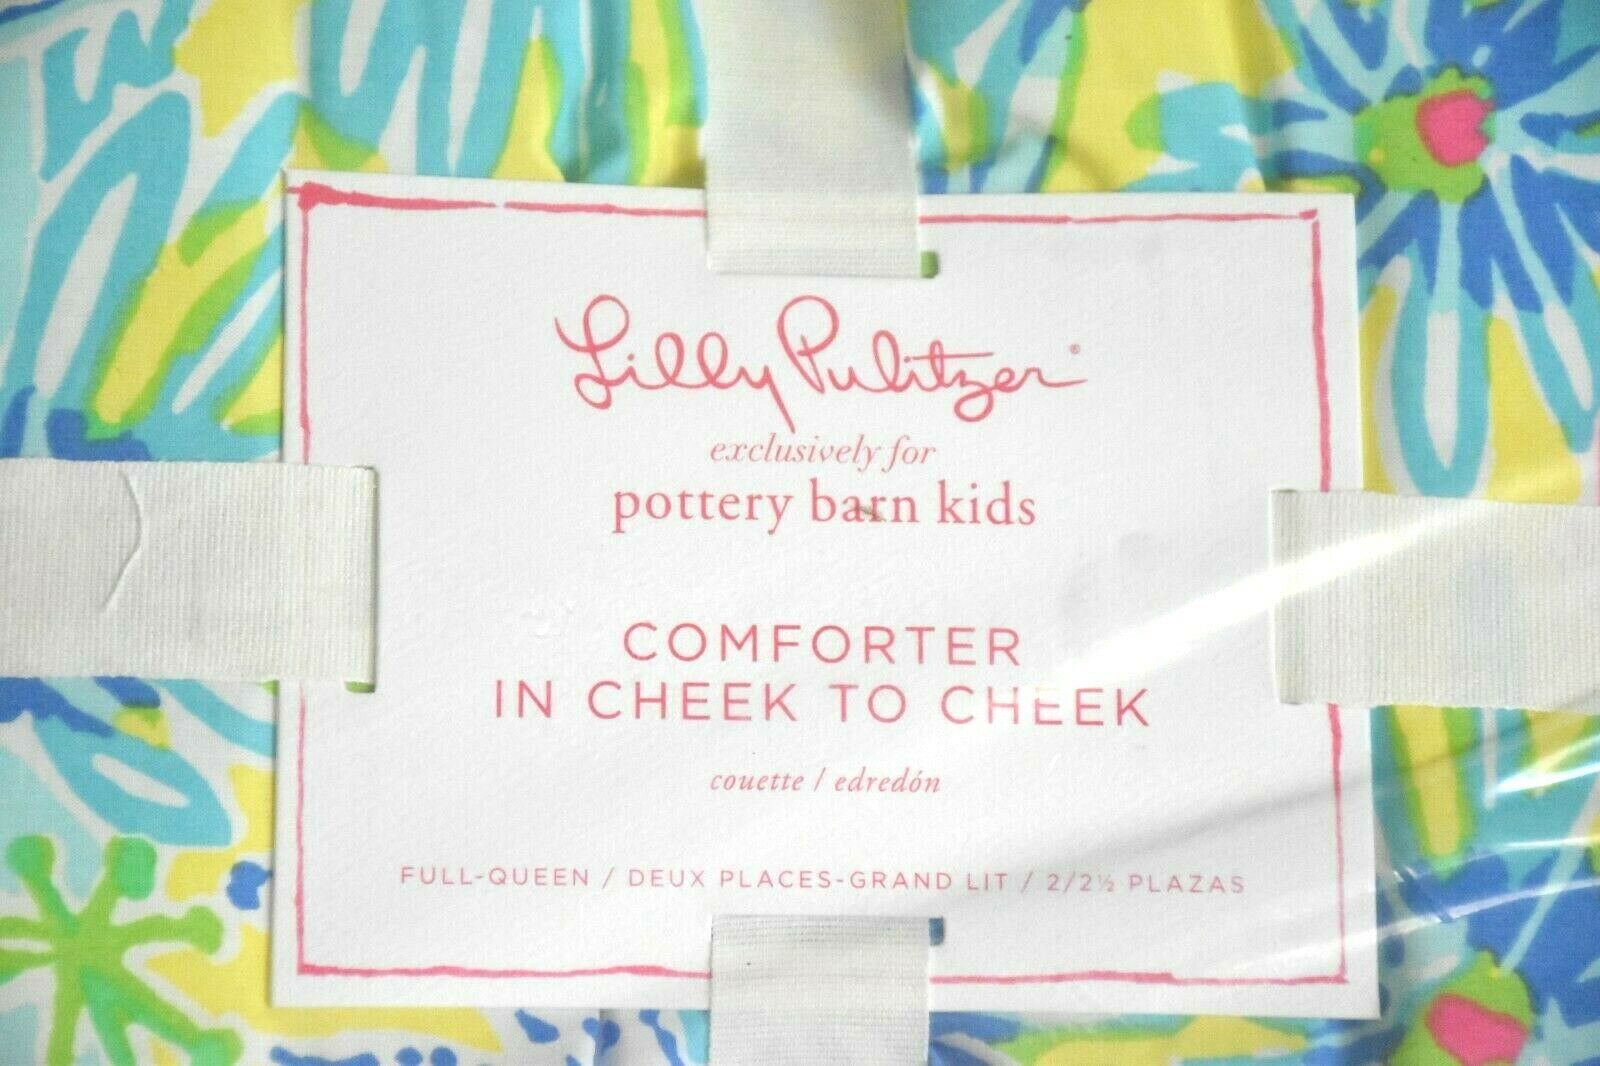 Lilly Pulitzer®
exclusively for
pottery barn kids
COMFORTER
IN CHEEK TO CHEEK
couette / edredón
FULL-QUEEN / DEUX PLACES-GRAND LIT / 2/2½ PLAZAS